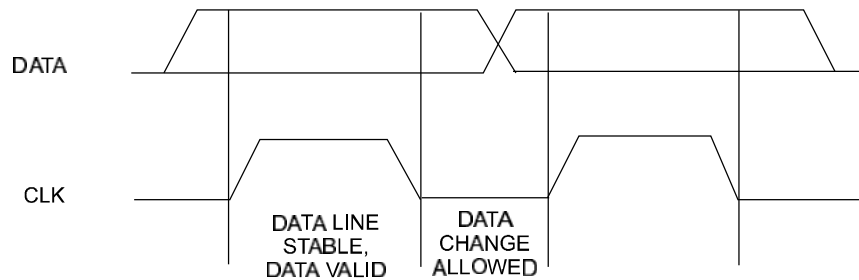 DATA
CLK
DATA LINE
STABLE,
DATA VALID
DATA
CHANGE
ALLOWED